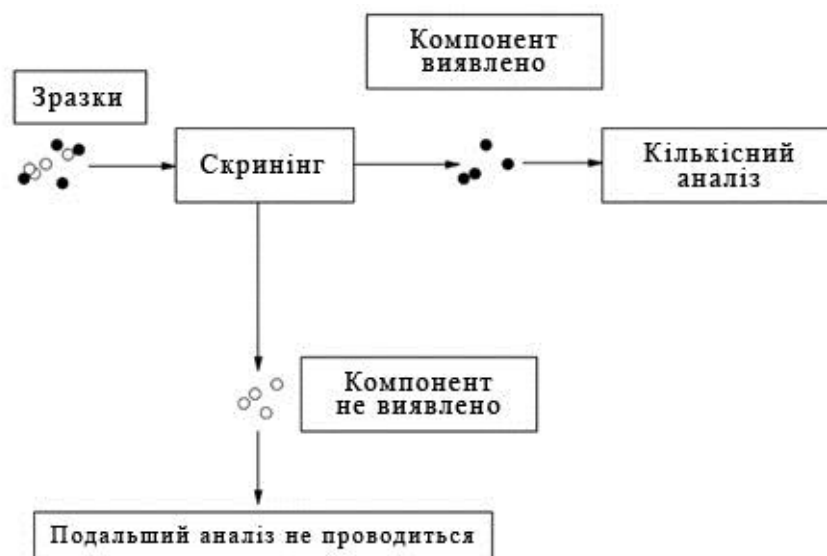 Компонент
виявлено
Зразки
Скринінг
Кількісний
аналіз
Компонент
не виявлено
Подальший аналіз не проводиться